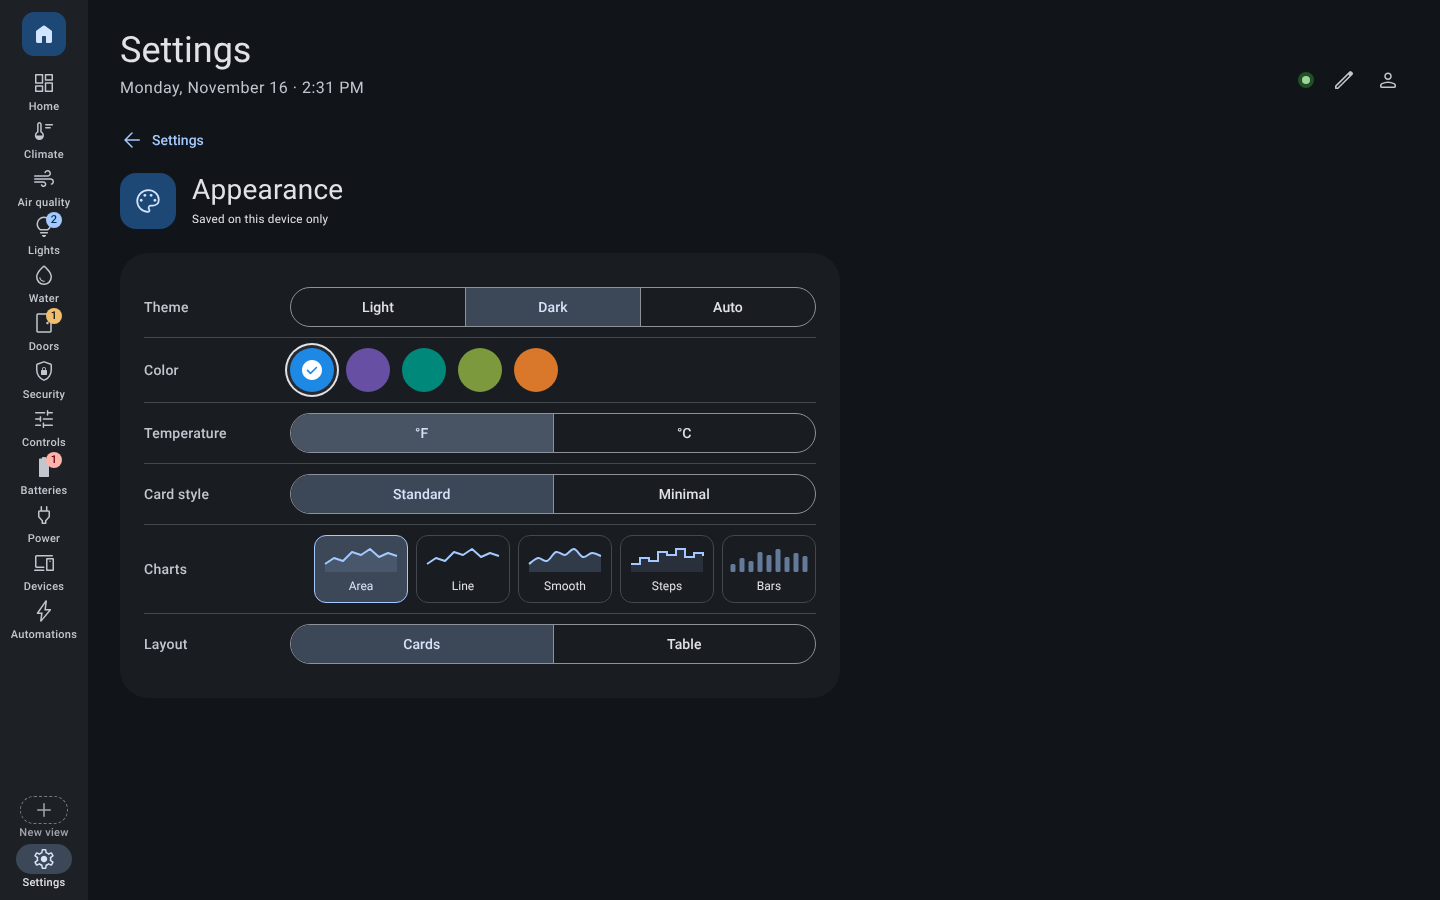 Settings
Monday, November 16 · 2:31 PM
Home
Climate
Air quality
2
Lights
Water
1
Doors
Security
Controls
1
Batteries
Power
Devices
Automations
New view
Settings
Settings
Appearance
Saved on this device only
Theme
Light
Dark
Auto
Color
Temperature
°F
°C
Card style
Standard
Minimal
Charts
Area
Line
Smooth
Steps
Bars
Layout
Cards
Table